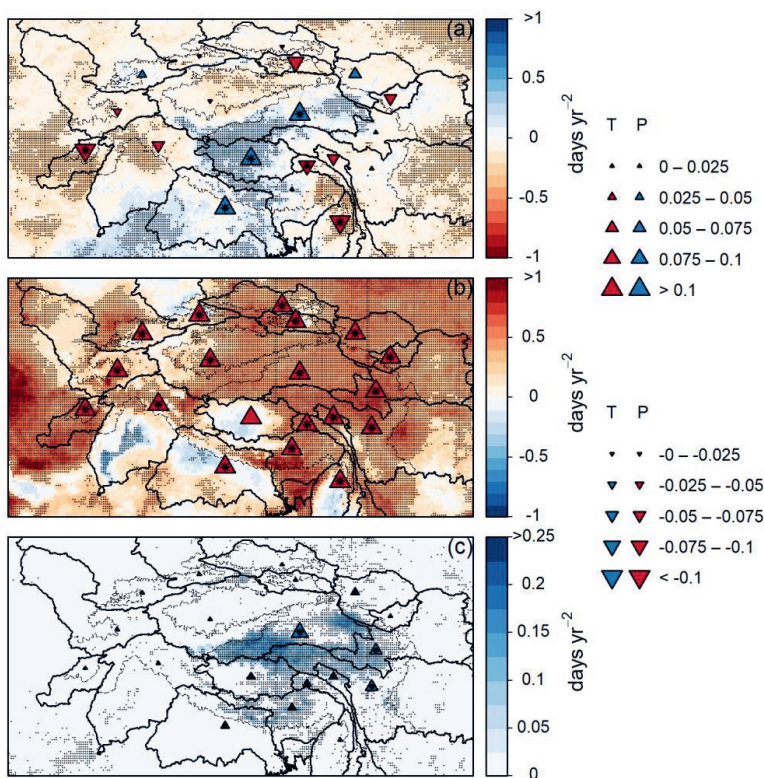 (a)
>1
0.5
0
-0.5
-1
days yr⁻²
(b)
>1
0.5
0
-0.5
-1
days yr⁻²
(c)
>0.25
0.2
0.15
0.1
0.05
0
days yr⁻²
T P
0 – 0.025
0.025 – 0.05
0.05 – 0.075
0.075 – 0.1
> 0.1
T P
-0 – -0.025
-0.025 – -0.05
-0.05 – -0.075
-0.075 – -0.1
< -0.1